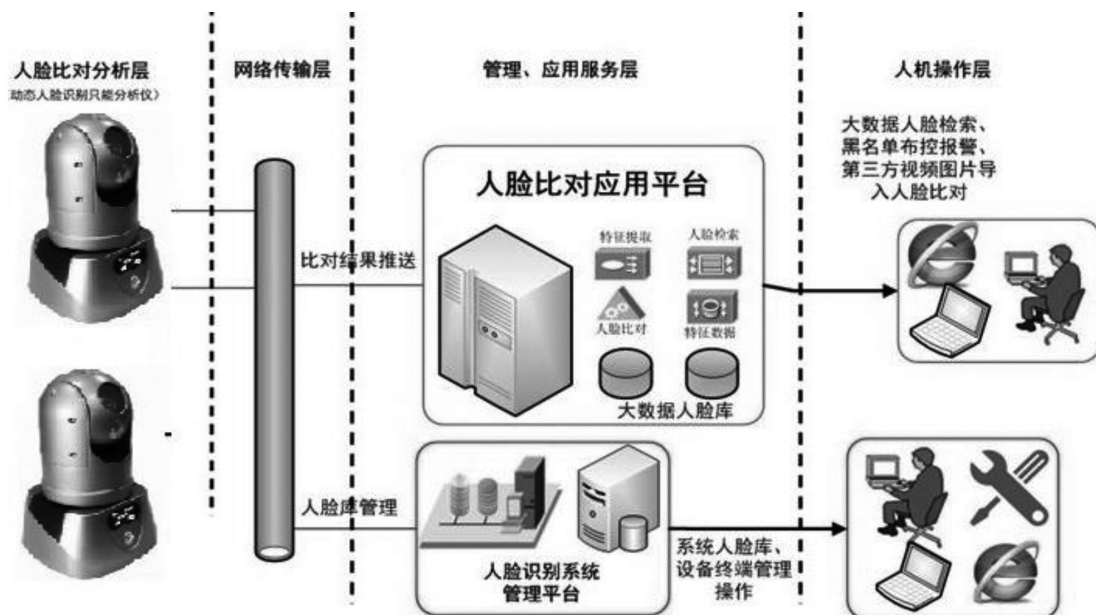 人脸比对分析层
动态人脸识别只能分析仪）
网络传输层
管理、应用服务层
人机操作层
大数据人脸检索、
黑名单布控报警、
第三方视频图片导
入人脸比对
人脸比对应用平台
特征提取
人脸检索
比对结果推送
人脸比对
特征数据
大数据人脸库
人脸库管理
人脸识别系统
管理平台
系统人脸库、
设备终端管理
操作